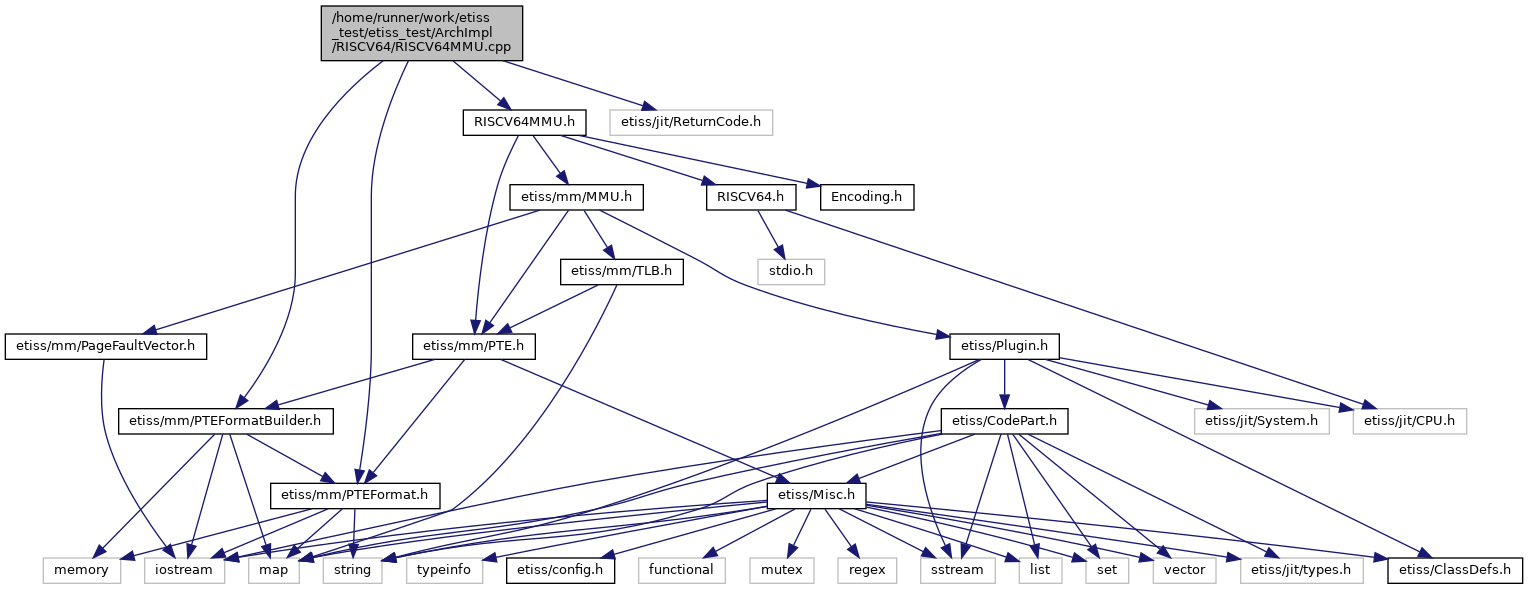 /home/runner/work/etiss
_test/etiss_test/ArchImpl
/RISCV64/RISCV64MMU.cpp
RISCV64MMU.h
etiss/jit/ReturnCode.h
etiss/mm/MMU.h
RISCV64.h
Encoding.h
etiss/mm/TLB.h
stdio.h
etiss/mm/PageFaultVector.h
etiss/mm/PTE.h
etiss/Plugin.h
etiss/mm/PTEFormatBuilder.h
etiss/CodePart.h
etiss/jit/System.h
etiss/jit/CPU.h
etiss/mm/PTEFormat.h
etiss/Misc.h
memory
iostream
map
string
typeinfo
etiss/config.h
functional
mutex
regex
sstream
list
set
vector
etiss/jit/types.h
etiss/ClassDefs.h